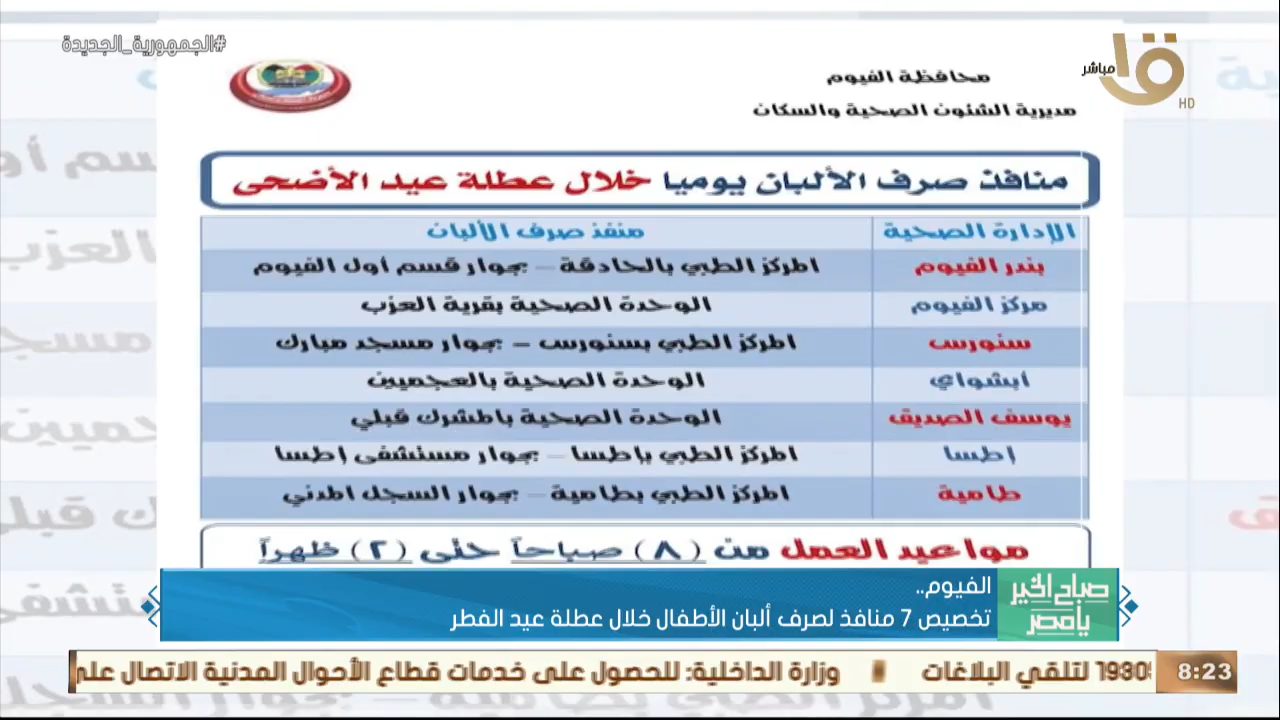 #الجمهورية_الجديدة
مباشر
HD
محافظة الفيوم
مديرية الشئون الصحية والسكان
منافذ صرف الألبان يوميا خلال عطلة عيد الأضحى
الإدارة الصحية منفذ صرف الألبان
بندر الفيوم المركز الطبي بالحادقة – بجوار قسم أول الفيوم
مركز الفيوم الوحدة الصحية بقرية العزب
سنورس المركز الطبي بسنورس – بجوار مسجد مبارك
أبشواي الوحدة الصحية بالعجميين
يوسف الصديق الوحدة الصحية بالمشرك قبلي
إطسا المركز الطبي بإطسا – بجوار مستشفى إطسا
طامية المركز الطبي بطامية – بجوار السجل المدني
مواعيد العمل من (٨) صباحاً حتى (٢) ظهراً
صباح الخير يا مصر
الفيوم..
تخصيص 7 منافذ لصرف ألبان الأطفال خلال عطلة عيد الفطر
8:23
لتلقي البلاغات وزارة الداخلية: للحصول على خدمات قطاع الأحوال المدنية الاتصال على